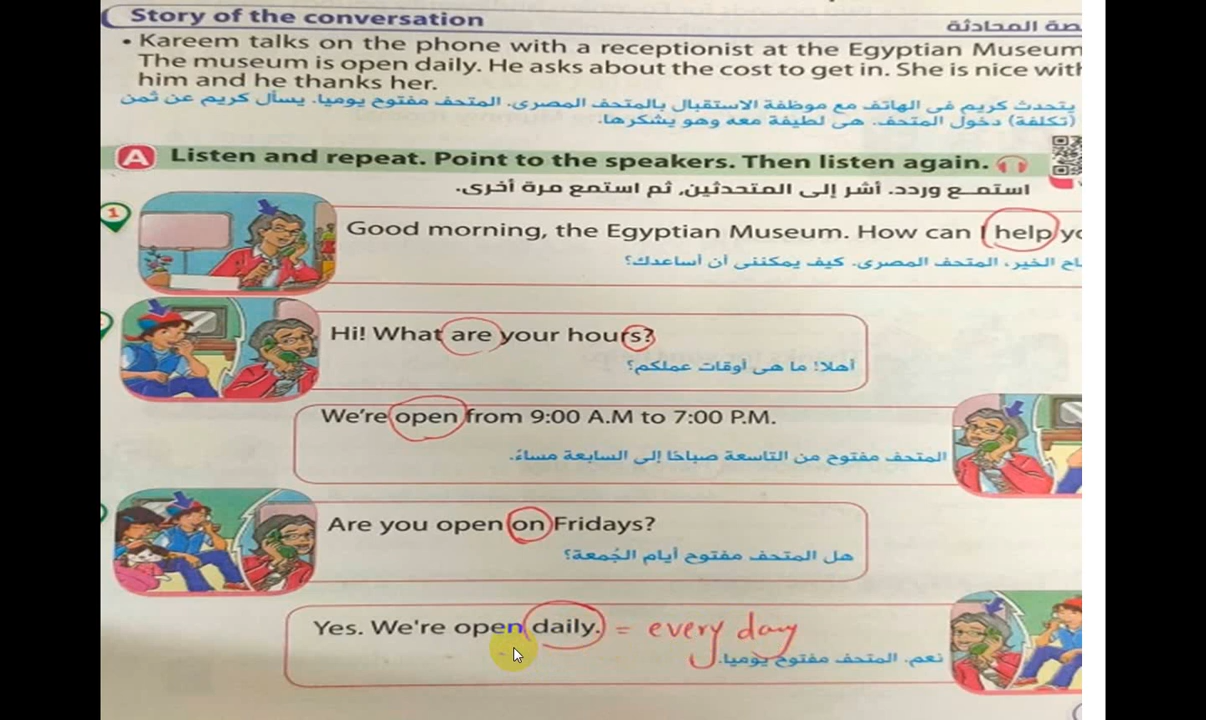 Story of the conversation
قصة المحادثة
• Kareem talks on the phone with a receptionist at the Egyptian Museum
The museum is open daily. He asks about the cost to get in. She is nice with
him and he thanks her.
يتحدث كريم فى الهاتف مع موظفة الاستقبال بالمتحف المصرى. المتحف مفتوح يوميا. يسأل كريم عن ثمن
(تكلفة) دخول المتحف. هى لطيفة معه وهو يشكرها.
A Listen and repeat. Point to the speakers. Then listen again.
استمـــع وردد. أشر إلى المتحدثين، ثم استمع مرة أخرى.
1
Good morning, the Egyptian Museum. How can I help yo
اح الخير، المتحف المصرى. كيف يمكننى أن أساعدك؟
Hi! What are your hours?
أهلا! ما هى أوقات عملكم؟
We're open from 9:00 A.M to 7:00 P.M.
المتحف مفتوح من التاسعة صباحًا إلى السابعة مساءً.
Are you open on Fridays?
هل المتحف مفتوح أيام الجُمعة؟
Yes. We're open daily. = every day
نعم. المتحف مفتوح يوميا.